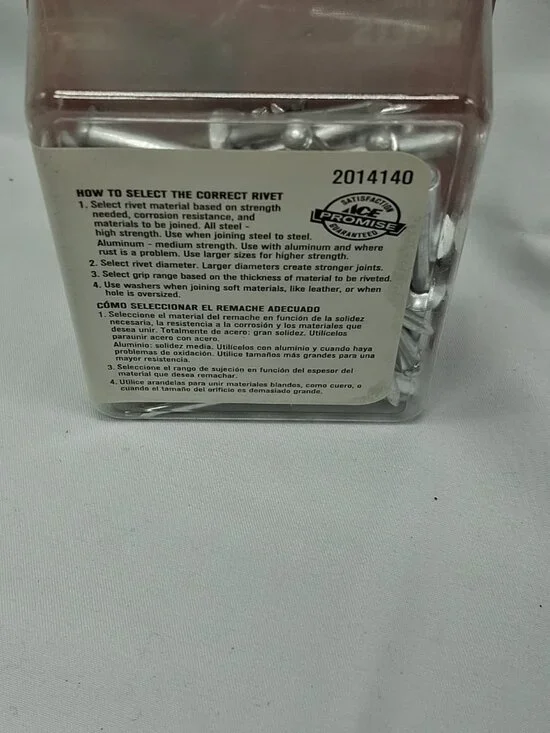 2014140
SATISFACTION
ACE
PROMISE
GUARANTEED
HOW TO SELECT THE CORRECT RIVET
1. Select rivet material based on strength
needed, corrosion resistance, and
materials to be joined. All steel -
high strength. Use when joining steel to steel.
Aluminum - medium strength. Use with aluminum and where
rust is a problem. Use larger sizes for higher strength.
2. Select rivet diameter. Larger diameters create stronger joints.
3. Select grip range based on the thickness of material to be riveted.
4. Use washers when joining soft materials, like leather, or when
hole is oversized.
CÓMO SELECCIONAR EL REMACHE ADECUADO
1. Seleccione el material del remache en función de la solidez
necesaria, la resistencia a la corrosión y los materiales que
desea unir. Totalmente de acero: gran solidez. Utilícelos
paraunir acero con acero.
Aluminio: solidez media. Utilícelos con aluminio y cuando haya
problemas de oxidación. Utilice tamaños más grandes para una
mayor resistencia.
3. Seleccione el rango de sujeción en función del espesor del
material que desea remachar.
4. Utilice arandelas para unir materiales blandos, como cuero, o
cuando el tamaño del orificio es demasiado grande.